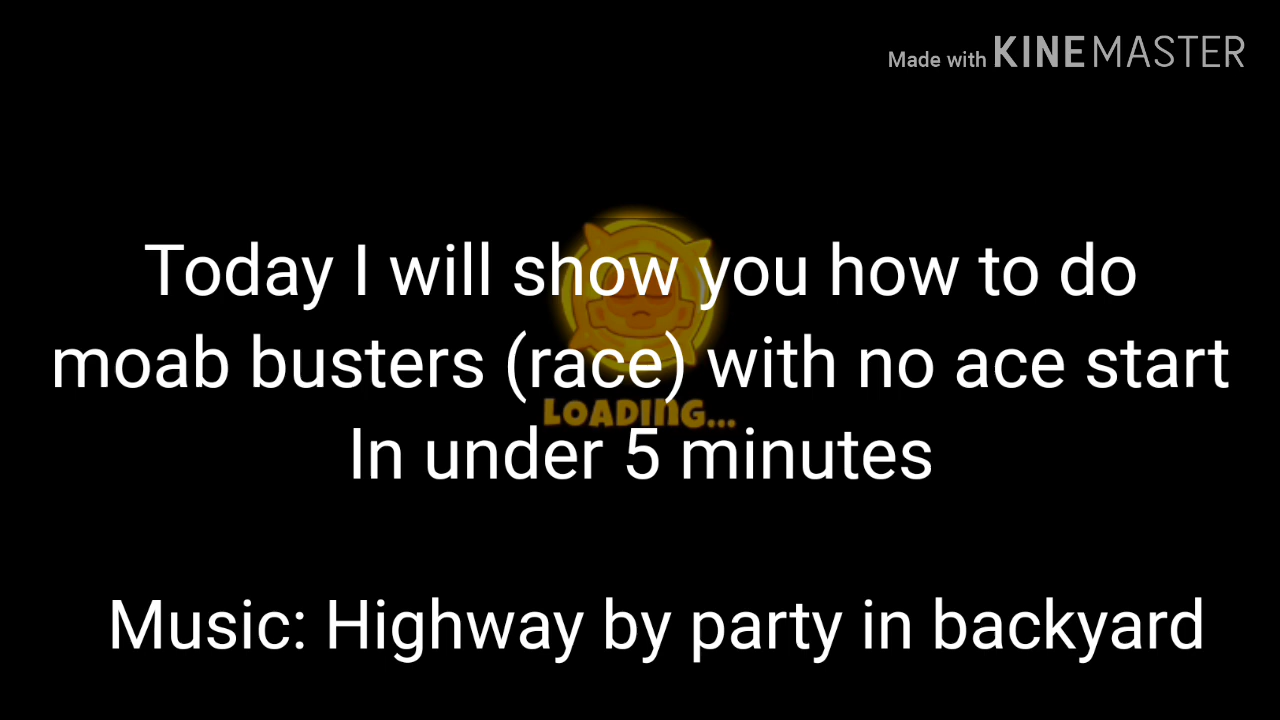 Made with KINEMASTER
Today I will show you how to do
moab busters (race) with no ace start
LOADING...
In under 5 minutes
Music: Highway by party in backyard